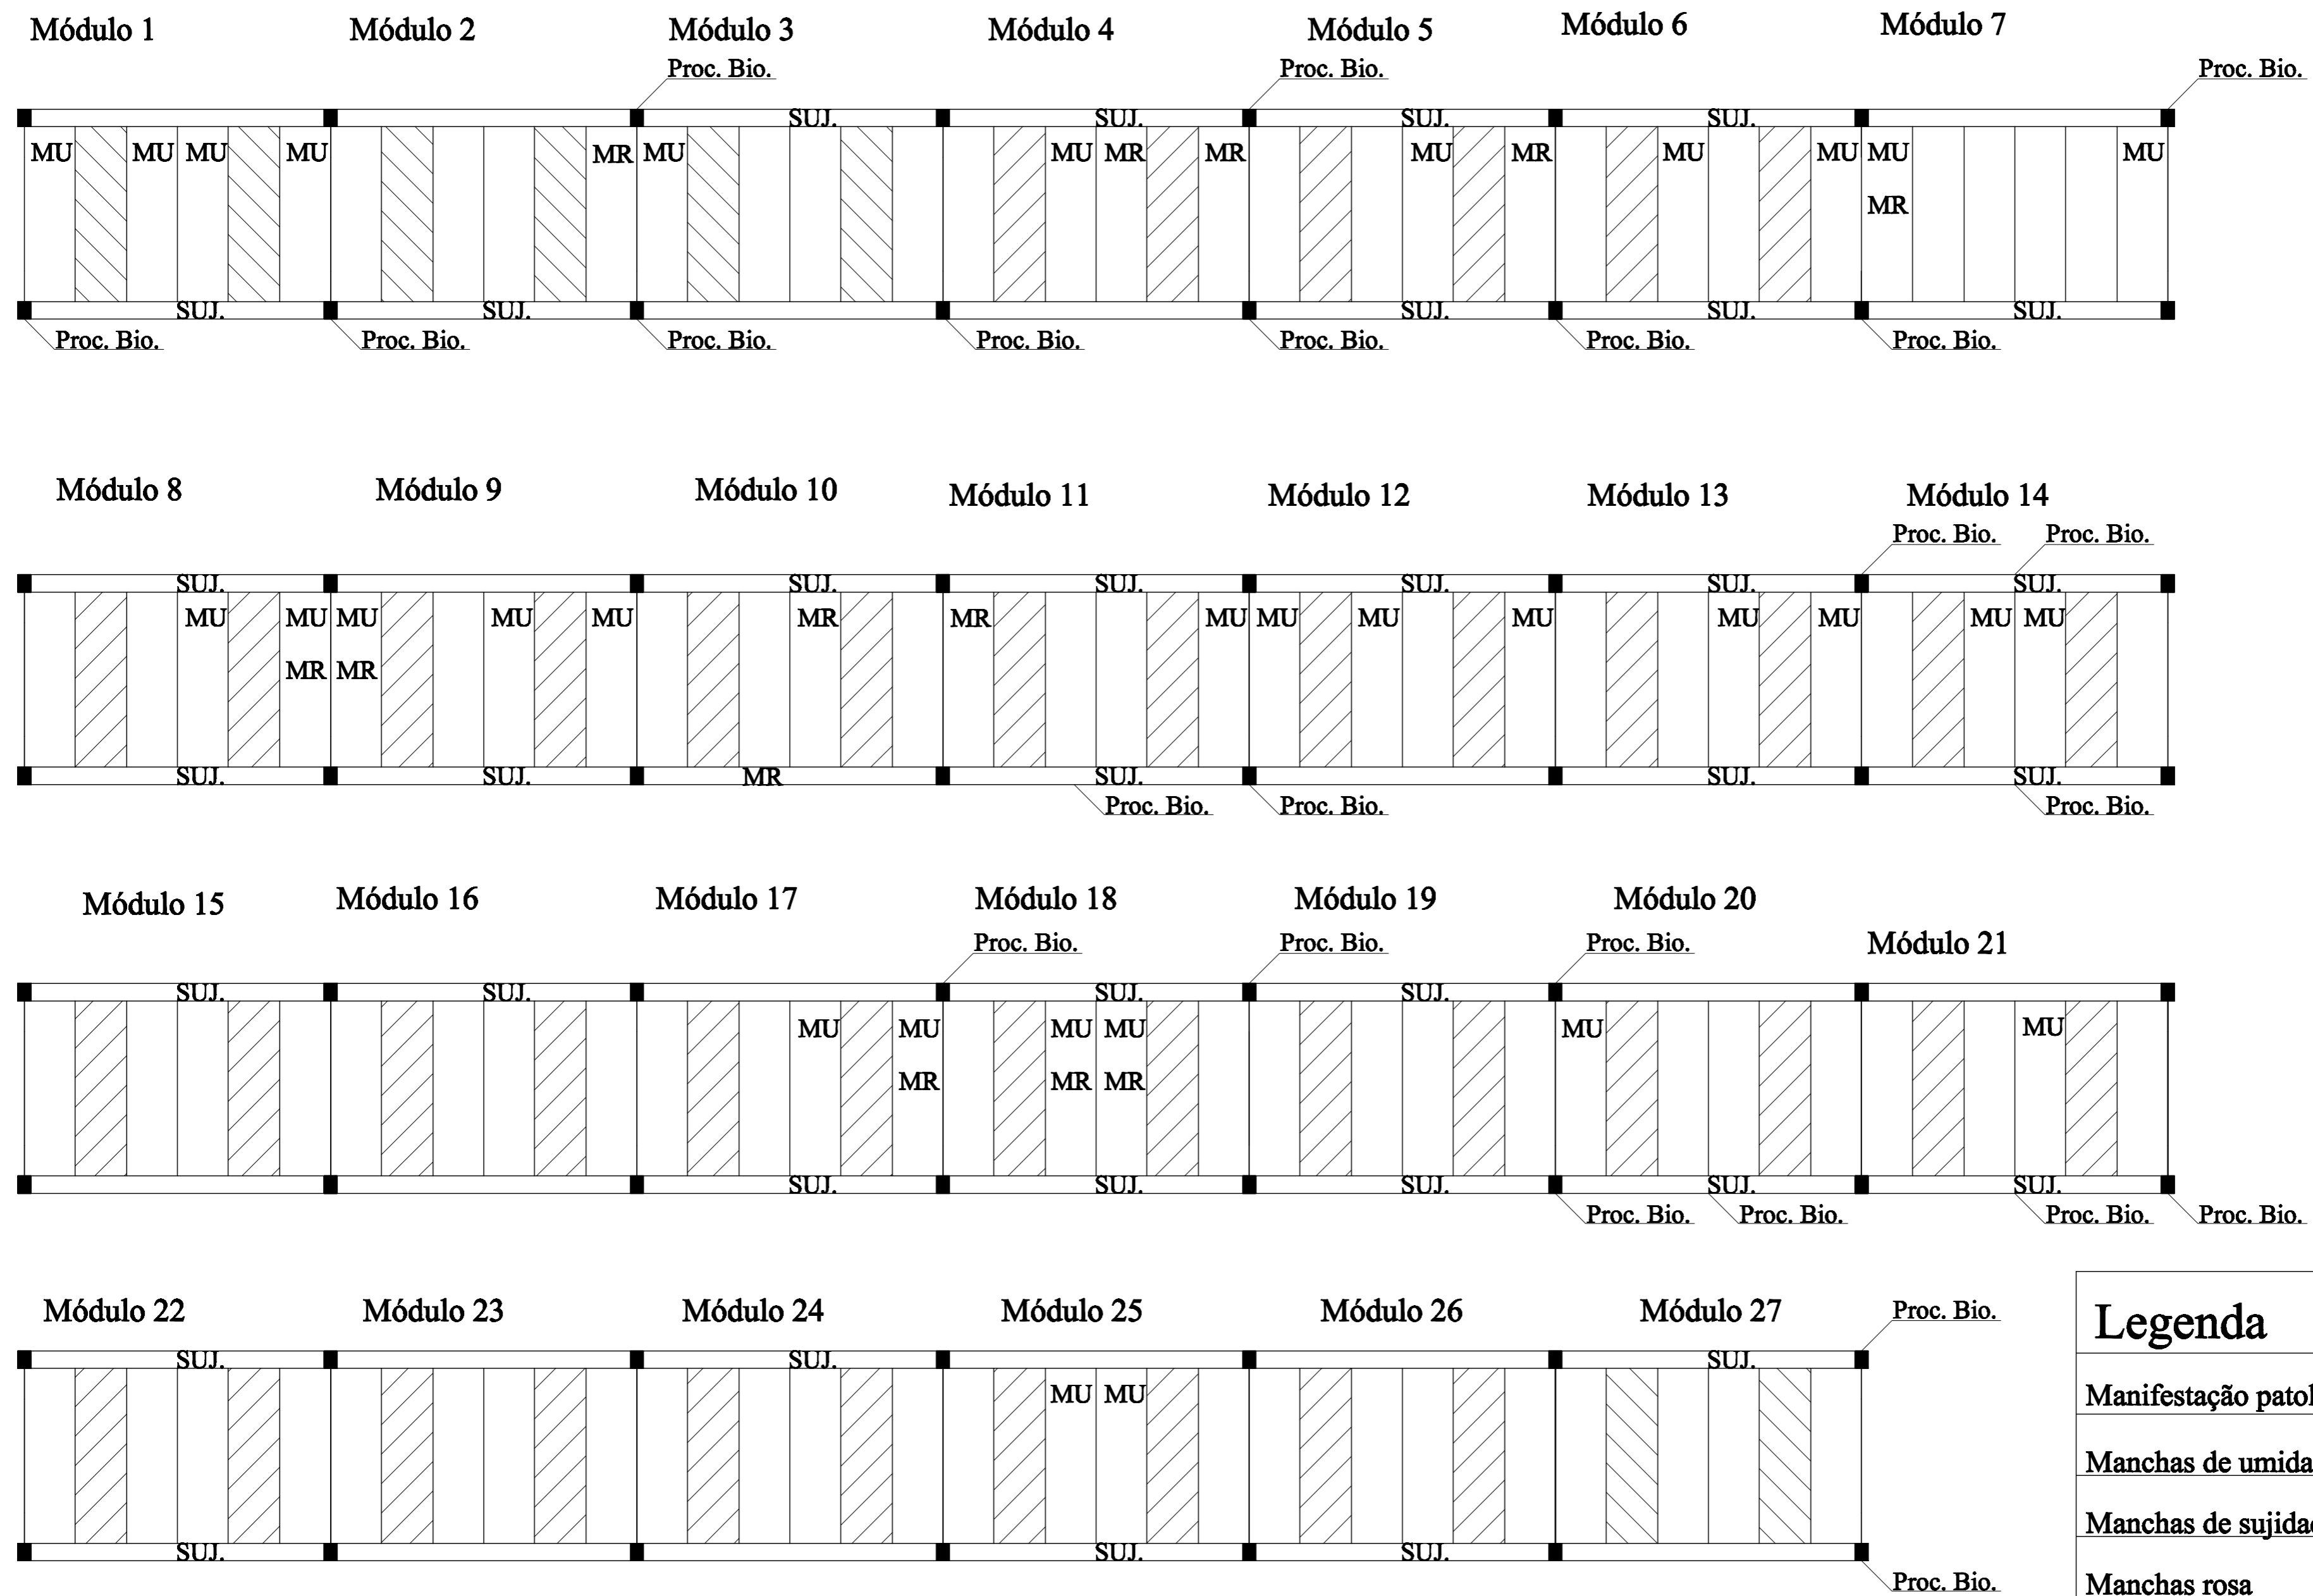 Módulo 1 Módulo 2 Módulo 3 Módulo 4 Módulo 5 Módulo 6 Módulo 7
Proc. Bio. Proc. Bio. Proc. Bio.
SUJ. SUJ. SUJ. SUJ.
MU MU MU MU MR MU MU MR MR MU MR MU MU MU MU
MR
SUJ. SUJ. SUJ. SUJ. SUJ.
Proc. Bio. Proc. Bio. Proc. Bio. Proc. Bio. Proc. Bio. Proc. Bio. Proc. Bio.
Módulo 8 Módulo 9 Módulo 10 Módulo 11 Módulo 12 Módulo 13 Módulo 14
Proc. Bio. Proc. Bio.
SUJ. SUJ. SUJ. SUJ. SUJ. SUJ.
MU MU MU MU MU MR MR MU MU MU MU MU MU MU MU
MR MR
SUJ. SUJ. MR SUJ. SUJ. SUJ.
Proc. Bio. Proc. Bio. Proc. Bio.
Módulo 15 Módulo 16 Módulo 17 Módulo 18 Módulo 19 Módulo 20
Proc. Bio. Proc. Bio. Proc. Bio. Módulo 21
SUJ. SUJ. SUJ. SUJ.
MU MU MU MU MU MU
MR MR MR
SUJ. SUJ. SUJ. SUJ. SUJ.
Proc. Bio. Proc. Bio. Proc. Bio. Proc. Bio.
Módulo 22 Módulo 23 Módulo 24 Módulo 25 Módulo 26 Módulo 27 Proc. Bio.
SUJ. SUJ. SUJ.
MU MU
SUJ. SUJ. SUJ.
Proc. Bio.
Legenda
Manifestação
Manchas de
Manchas de
Manchas rosa